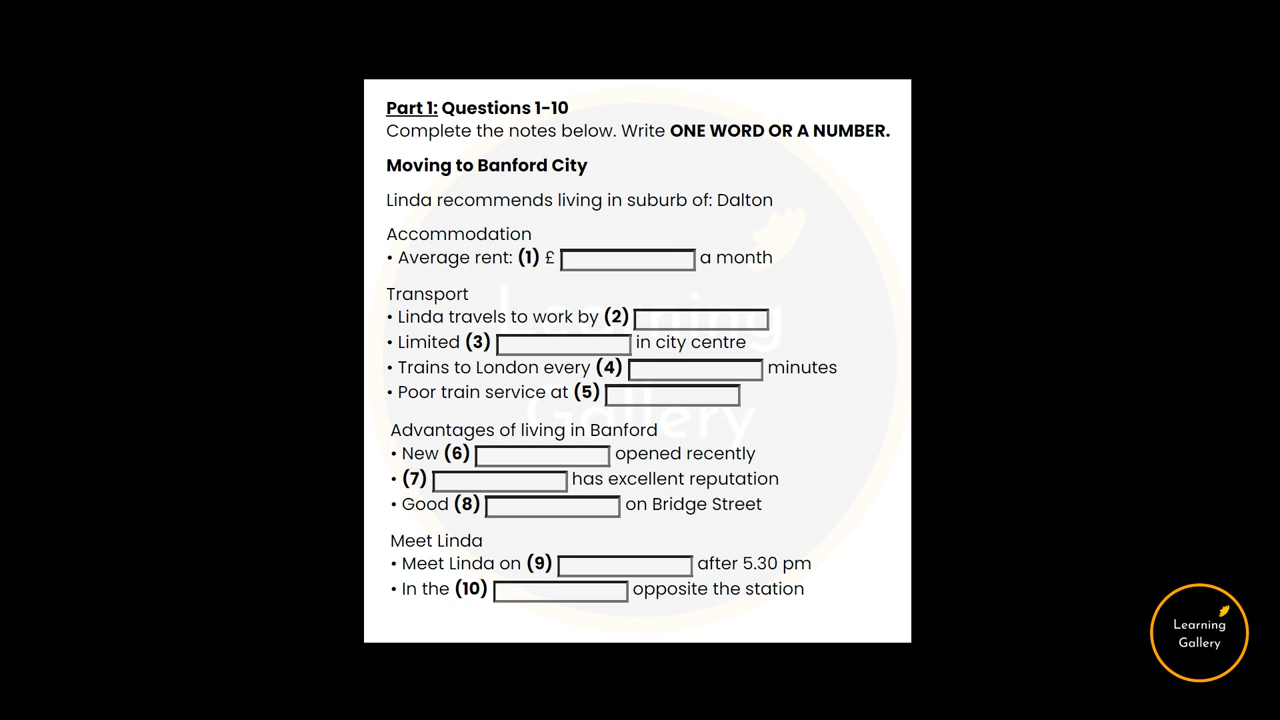 Part 1: Questions 1-10
Complete the notes below. Write ONE WORD OR A NUMBER.
Moving to Banford City
Linda recommends living in suburb of: Dalton
Accommodation
• Average rent: (1) £ a month
Transport
• Linda travels to work by (2)
• Limited (3) in city centre
• Trains to London every (4) minutes
• Poor train service at (5)
Advantages of living in Banford
• New (6) opened recently
• (7) has excellent reputation
• Good (8) on Bridge Street
Meet Linda
• Meet Linda on (9) after 5.30 pm
• In the (10) opposite the station
Learning
Gallery
Learning
Gallery